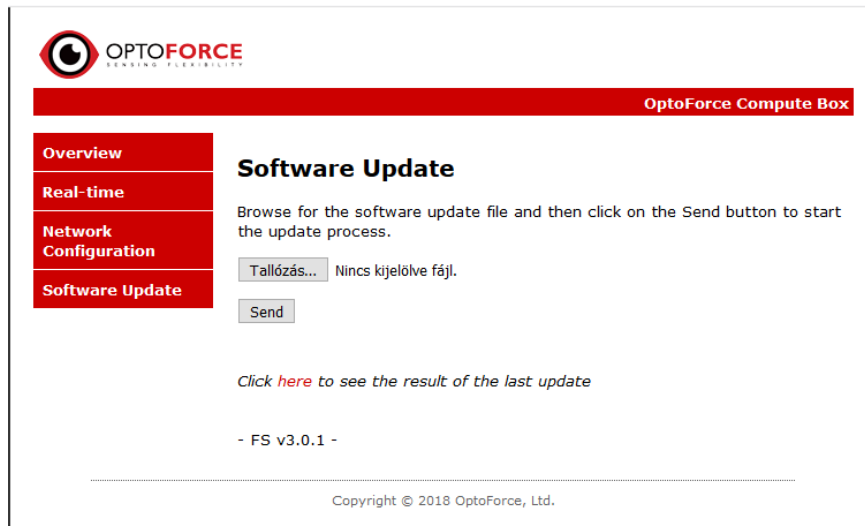 OPTOFORCE
SENSING FLEXIBILITY
OptoForce Compute Box
Overview
Real-time
Network
Configuration
Software Update
Software Update
Browse for the software update file and then click on the Send button to start
the update process.
Tallózás... Nincs kijelölve fájl.
Send
Click here to see the result of the last update
- FS v3.0.1 -
Copyright © 2018 OptoForce, Ltd.